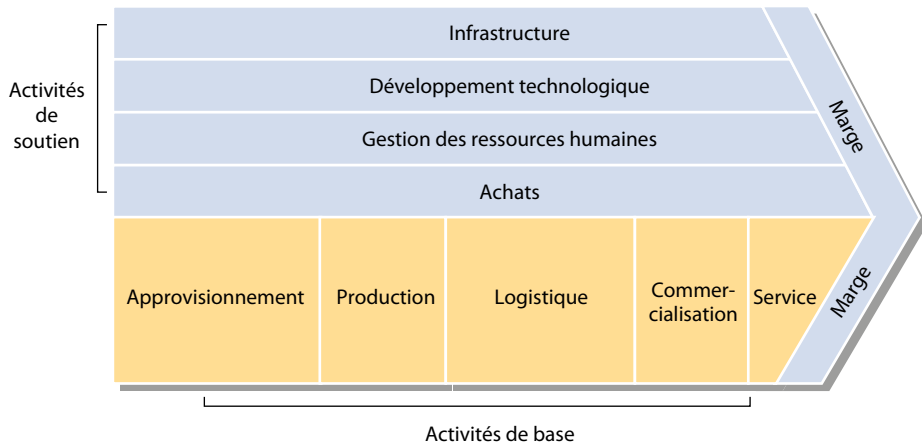 Infrastructure
Développement technologique
Gestion des ressources humaines
Achats
Activités
de
soutien
Marge
Approvisionnement
Production
Logistique
Commer-
cialisation
Service
Marge
Activités de base